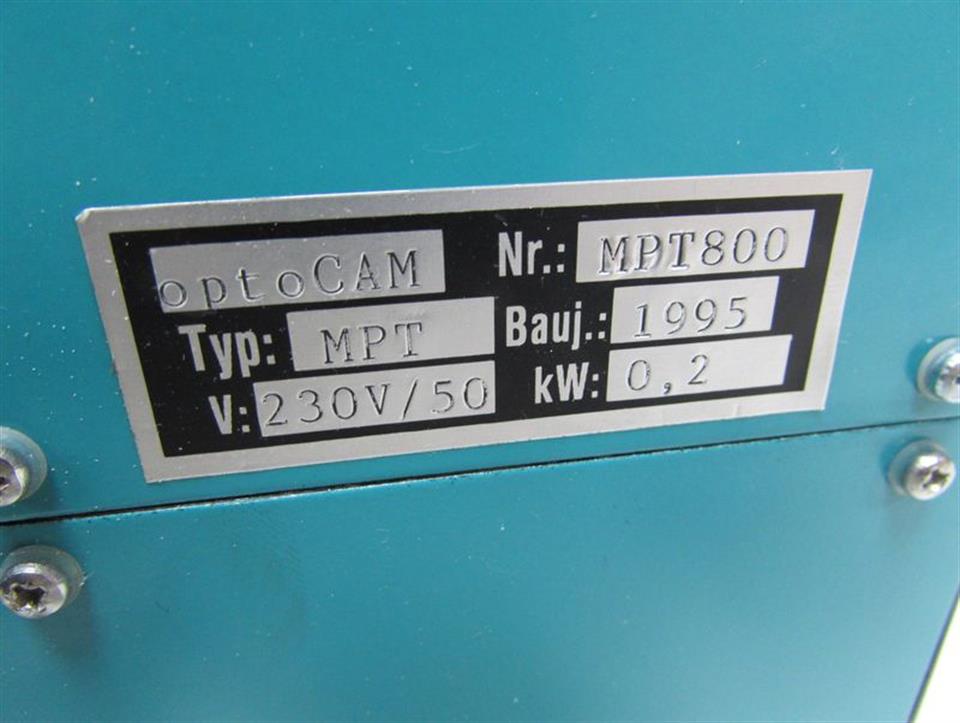 optoCAM Nr.: MPT800
Typ: MPT Bauj.: 1995
V: 230V/50 kW: 0,2